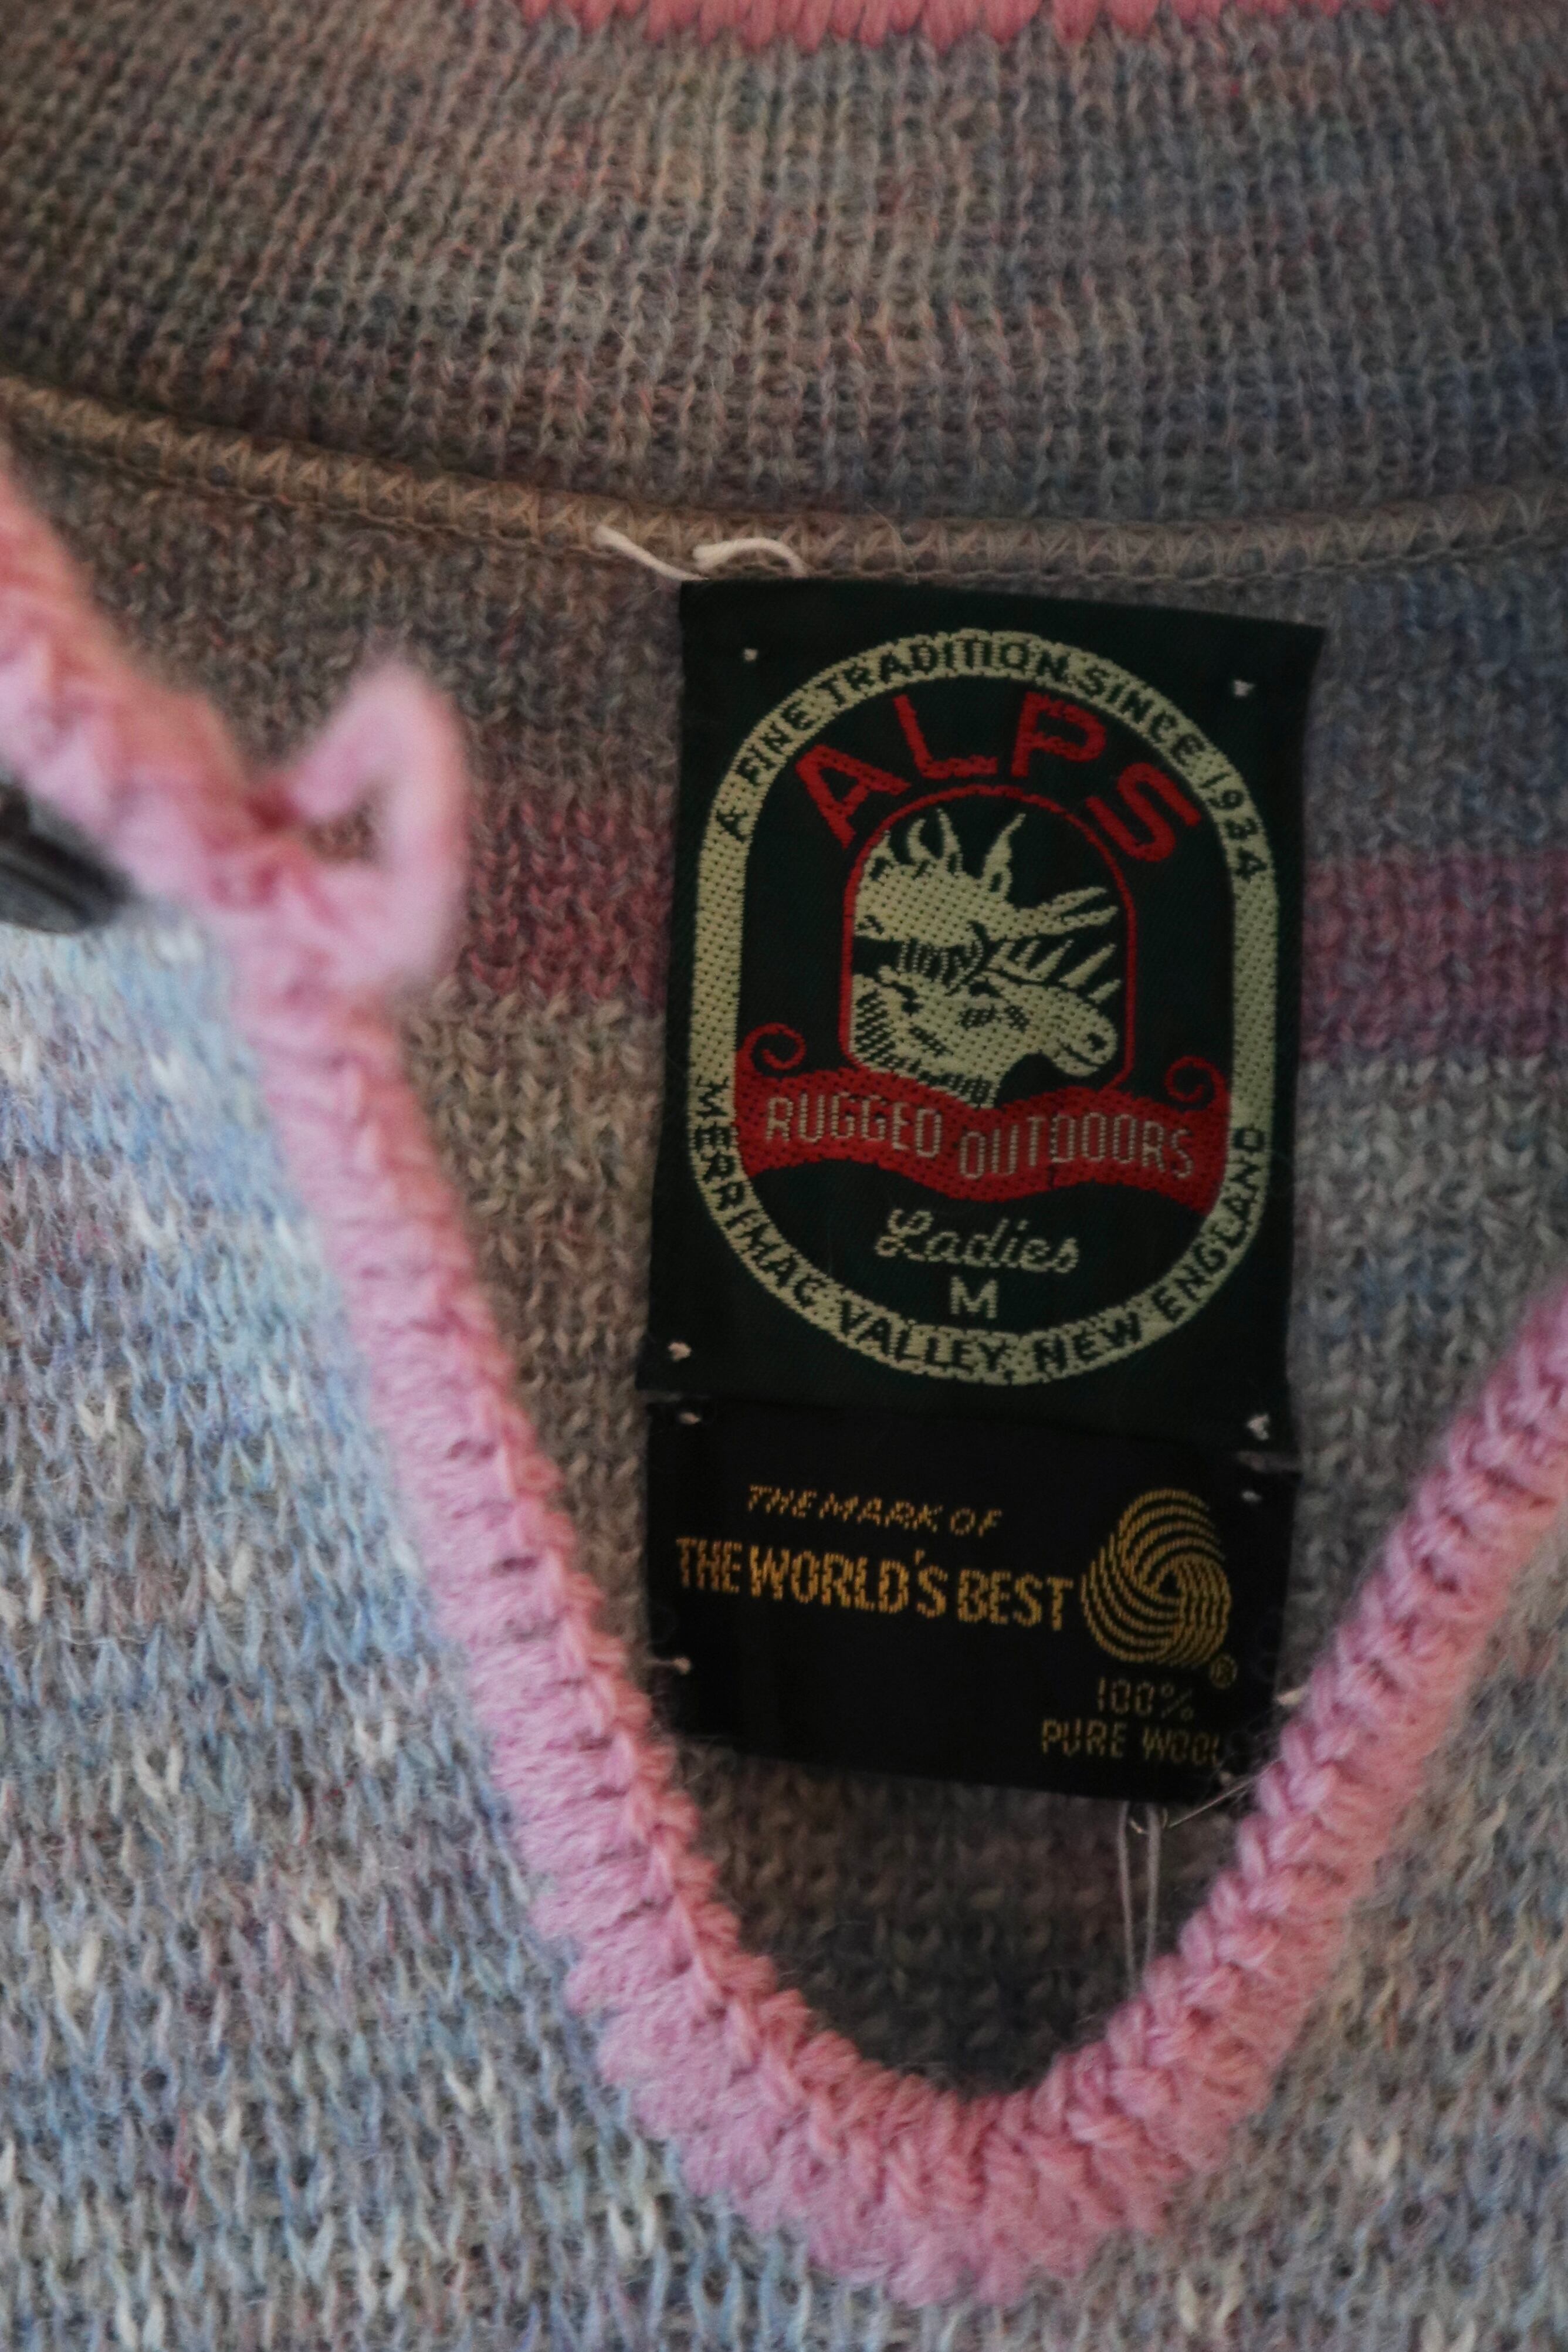 A FINE TRADITION SINCE 1934
ALPS
RUGGED OUTDOORS
Ladies
M
MERRIMAC VALLEY NEW ENGLAND
THE MARK OF
THE WORLD'S BEST
®
100%
PURE WOOL